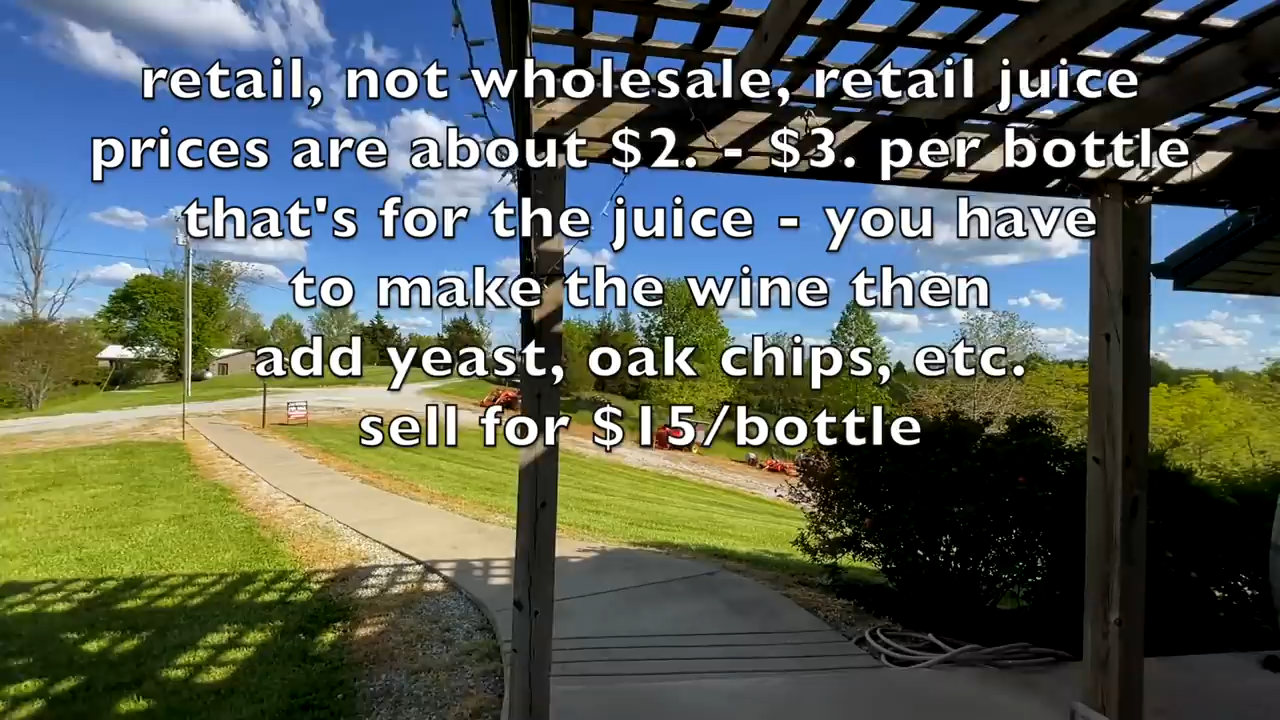 retail, not wholesale, retail juice
prices are about $2. - $3. per bottle
that's for the juice - you have
to make the wine then
add yeast, oak chips, etc.
sell for $15/bottle